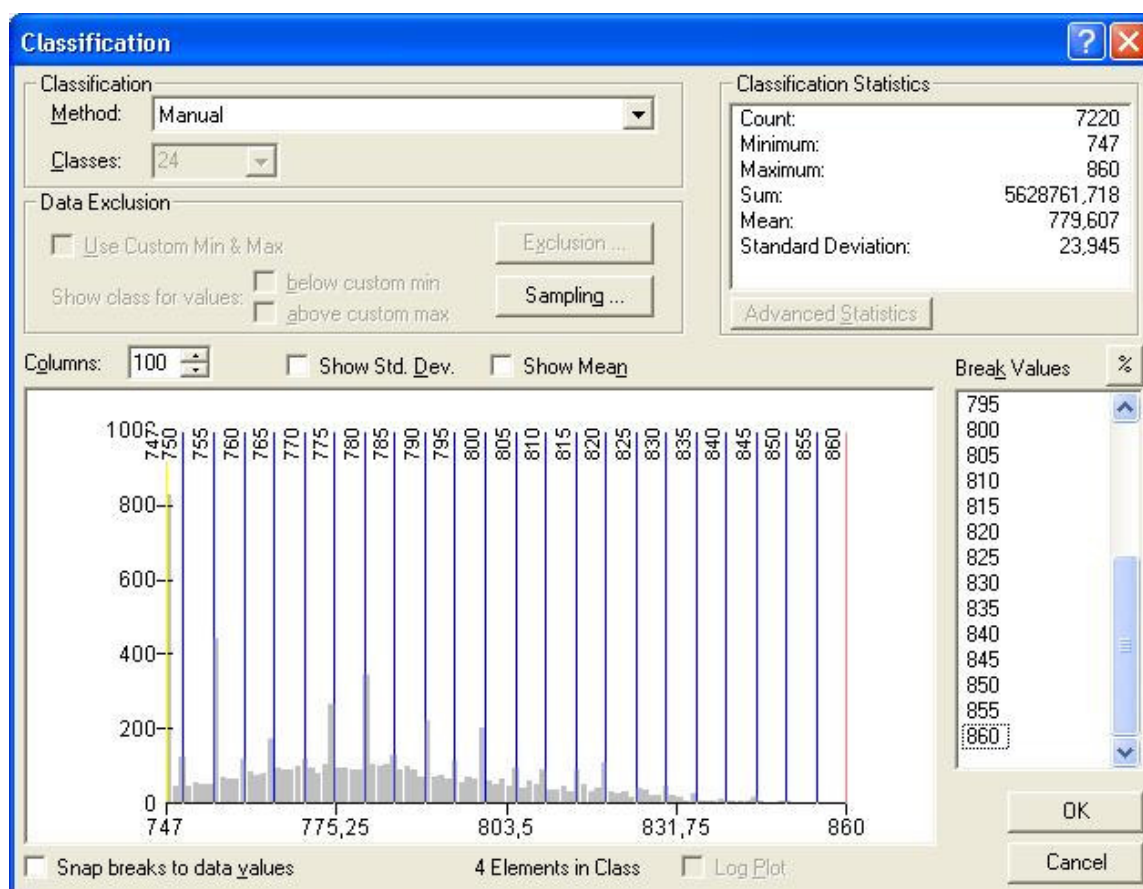 Classification
Classification
Method: Manual
Classes: 24
Data Exclusion
Use Custom Min & Max
Exclusion ...
Show class for values:
below custom min
above custom max
Sampling ...
Classification Statistics
Count: 7220
Minimum: 747
Maximum: 860
Sum: 5628761,718
Mean: 779,607
Standard Deviation: 23,945
Advanced Statistics
Columns: 100
Show Std. Dev.
Show Mean
Break Values
%
747 750 755 760 765 770 775 780 785 790 795 800 805 810 815 820 825 830 835 840 845 850 855 860
800
600
400
200
0
747 775,25 803,5 831,75 860
795
800
805
810
815
820
825
830
835
840
845
850
855
860
Snap breaks to data values
4 Elements in Class
Log Plot
OK
Cancel